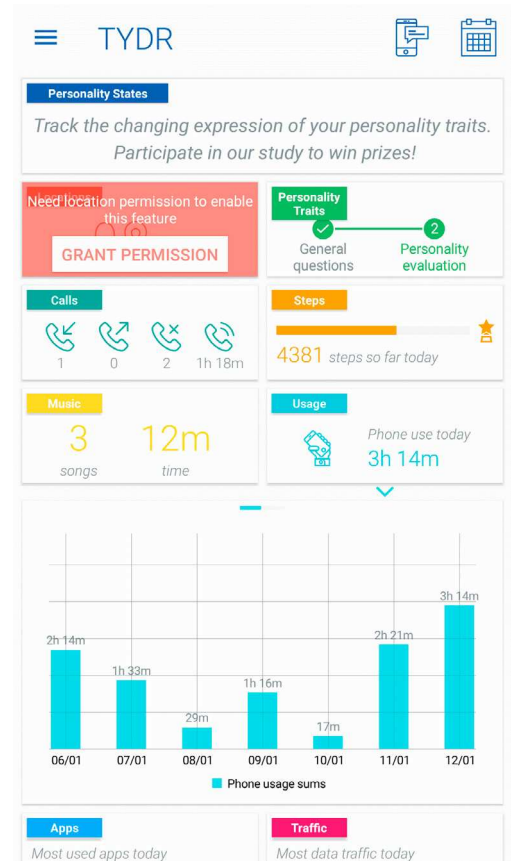 TYDR
Personality States
Track the changing expression of your personality traits.
Participate in our study to win prizes!
Locations
Need location permission to enable
this feature
GRANT PERMISSION
Personality
Traits
2
General
questions
Personality
evaluation
Calls
1 0 2 1h 18m
Steps
4381 steps so far today
Music
3 12m
songs time
Usage
Phone use today
3h 14m
3h 14m
2h 21m
2h 14m
1h 33m
1h 16m
29m
17m
06/01 07/01 08/01 09/01 10/01 11/01 12/01
Phone usage sums
Apps
Most used apps today
Traffic
Most data traffic today